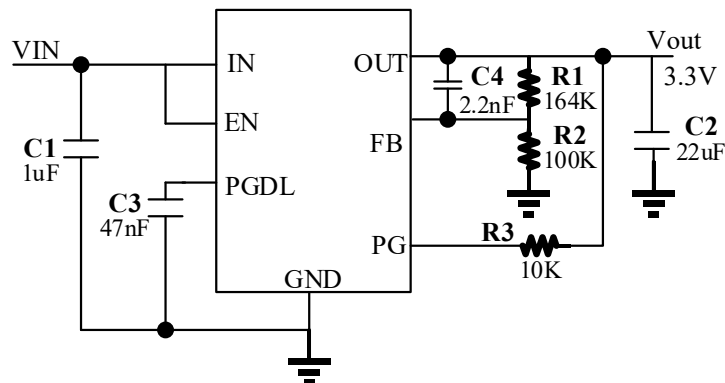 VIN
IN
OUT
C4
2.2nF
R1
164K
Vout
3.3V
EN
FB
R2
100K
C1
1uF
C2
22uF
PGDL
C3
47nF
PG
R3
10K
GND